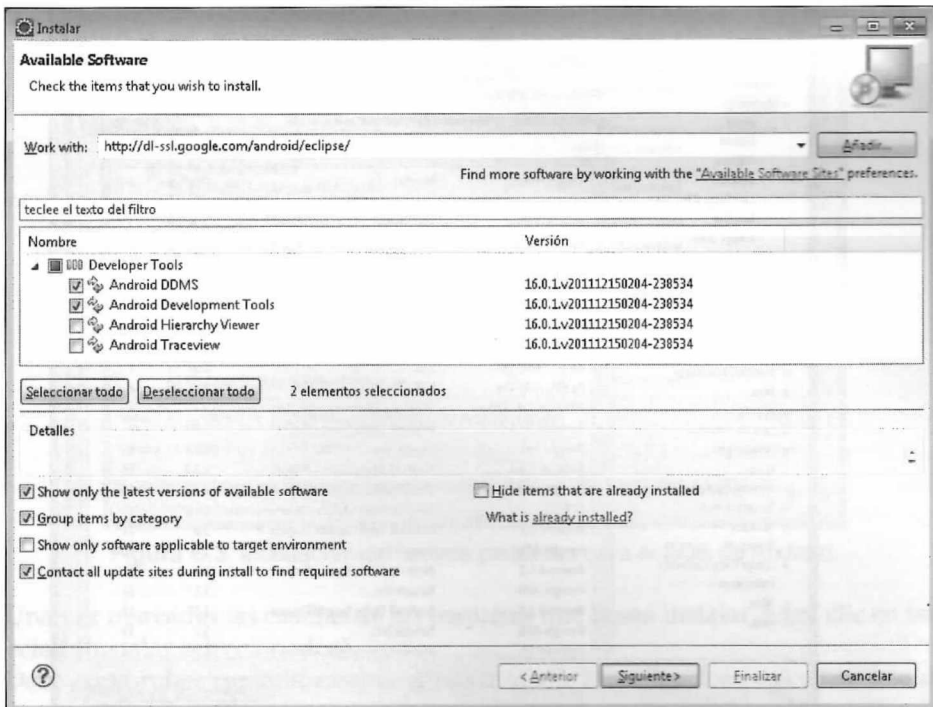 Instalar
Available Software
Check the items that you wish to install.
Work with: http://dl-ssl.google.com/android/eclipse/ Añadir...
Find more software by working with the "Available Software Sites" preferences.
teclee el texto del filtro
Nombre Versión
Developer Tools
Android DDMS 16.0.1.v201112150204-238534
Android Development Tools 16.0.1.v201112150204-238534
Android Hierarchy Viewer 16.0.1.v201112150204-238534
Android Traceview 16.0.1.v201112150204-238534
Seleccionar todo Deseleccionar todo 2 elementos seleccionados
Detalles
Show only the latest versions of available software Hide items that are already installed
Group items by category What is already installed?
Show only software applicable to target environment
Contact all update sites during install to find required software
? < Anterior Siguiente > Finalizar Cancelar